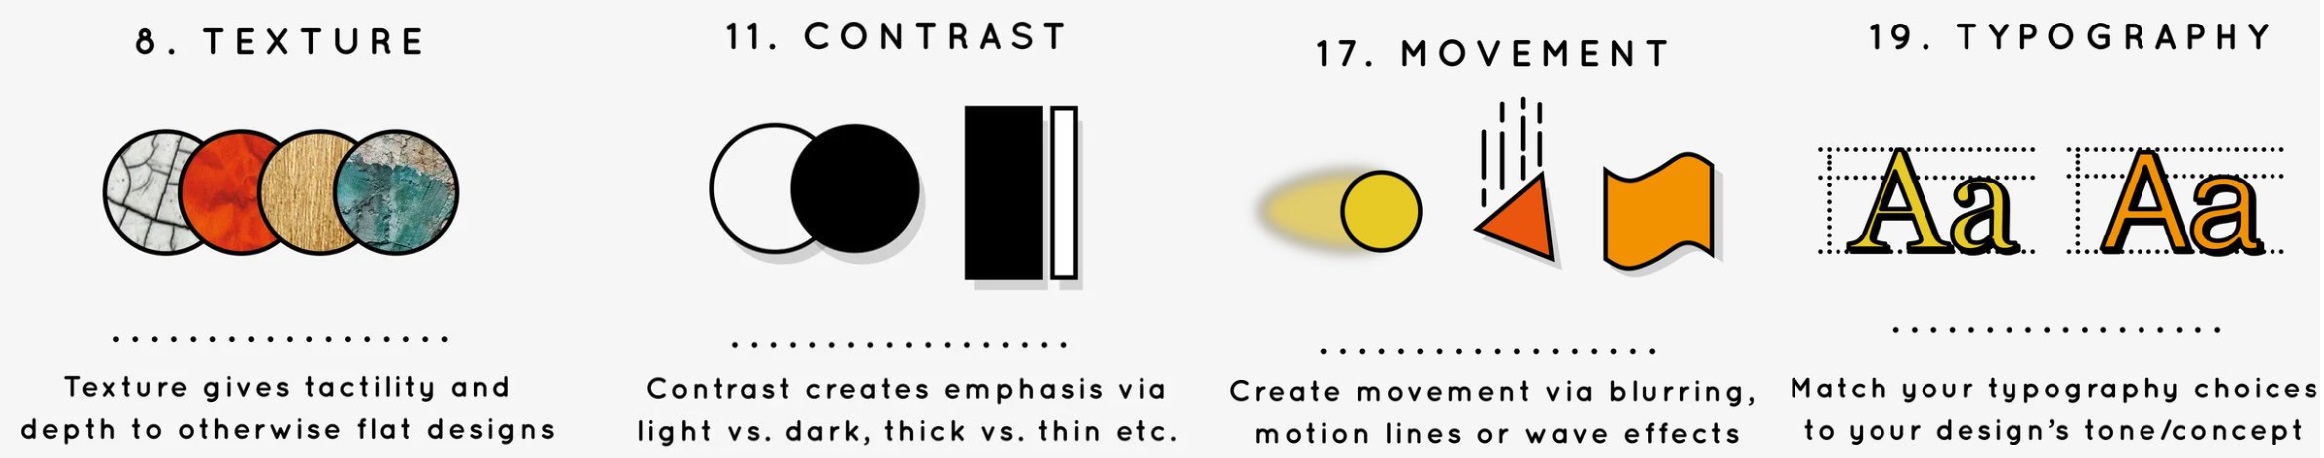 8. TEXTURE
Aa
Texture gives tactility and
depth to otherwise flat designs
11. CONTRAST
Contrast creates emphasis via
light vs. dark, thick vs. thin etc.
17. MOVEMENT
Create movement via blurring,
motion lines or wave effects
19. TYPOGRAPHY
Aa
Match your typography choices
to your design's tone/concept